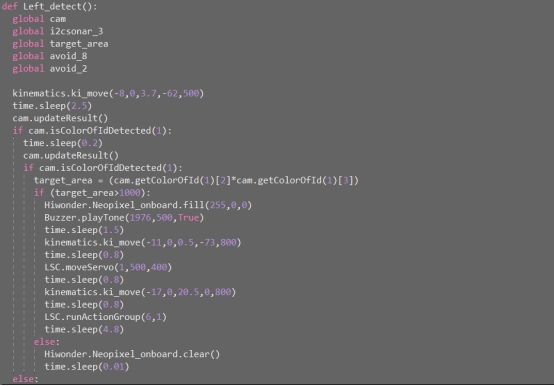 def Left_detect():
  global cam
  global i2csonar_3
  global target_area
  global avoid_8
  global avoid_2

  kinematics.ki_move(-8,0,3.7,-62,500)
  time.sleep(2.5)
  cam.updateResult()
  if cam.isColorOfIdDetected(1):
    time.sleep(0.2)
    cam.updateResult()
    if cam.isColorOfIdDetected(1):
      target_area = (cam.getColorOfId(1)[2]*cam.getColorOfId(1)[3])
      if (target_area>1000):
        Hiwonder.Neopixel_onboard.fill(255,0,0)
        Buzzer.playTone(1976,500,True)
        time.sleep(1.5)
        kinematics.ki_move(-11,0,0.5,-73,800)
        time.sleep(0.8)
        LSC.moveServo(1,500,400)
        time.sleep(0.8)
        kinematics.ki_move(-17,0,20.5,0,800)
        time.sleep(0.8)
        LSC.runActionGroup(6,1)
        time.sleep(4.8)
      else:
        Hiwonder.Neopixel_onboard.clear()
        time.sleep(0.01)
  else: